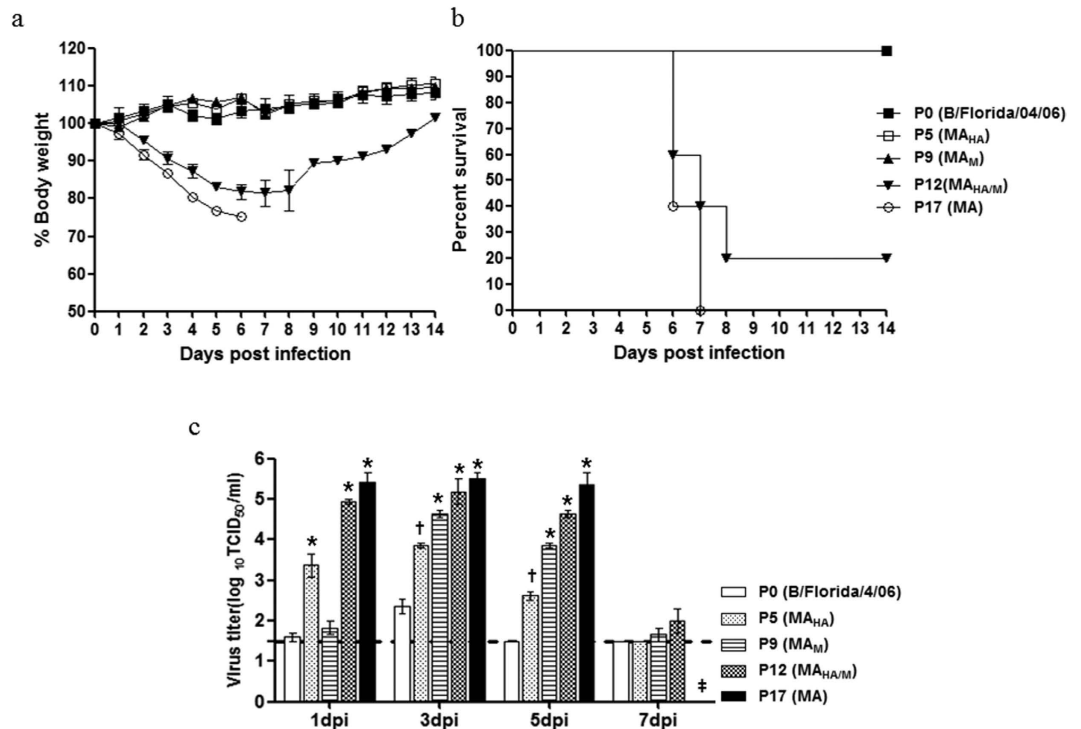 a
% Body weight
120
110
100
90
80
70
60
50
0 1 2 3 4 5 6 7 8 9 10 11 12 13 14
Days post infection
b
Percent survival
100
90
80
70
60
50
40
30
20
10
0
0 1 2 3 4 5 6 7 8 9 10 11 12 13 14
Days post infection
P0 (B/Florida/04/06)
P5 (MAHA)
P9 (MAM)
P12(MAHA/M)
P17 (MA)
c
Virus titer(log 10TCID50/ml)
6
5
4
3
2
1
0
* * *
† * * *
† * * *
‡
1dpi 3dpi 5dpi 7dpi
P0 (B/Florida/4/06)
P5 (MAHA)
P9 (MAM)
P12 (MAHA/M)
P17 (MA)